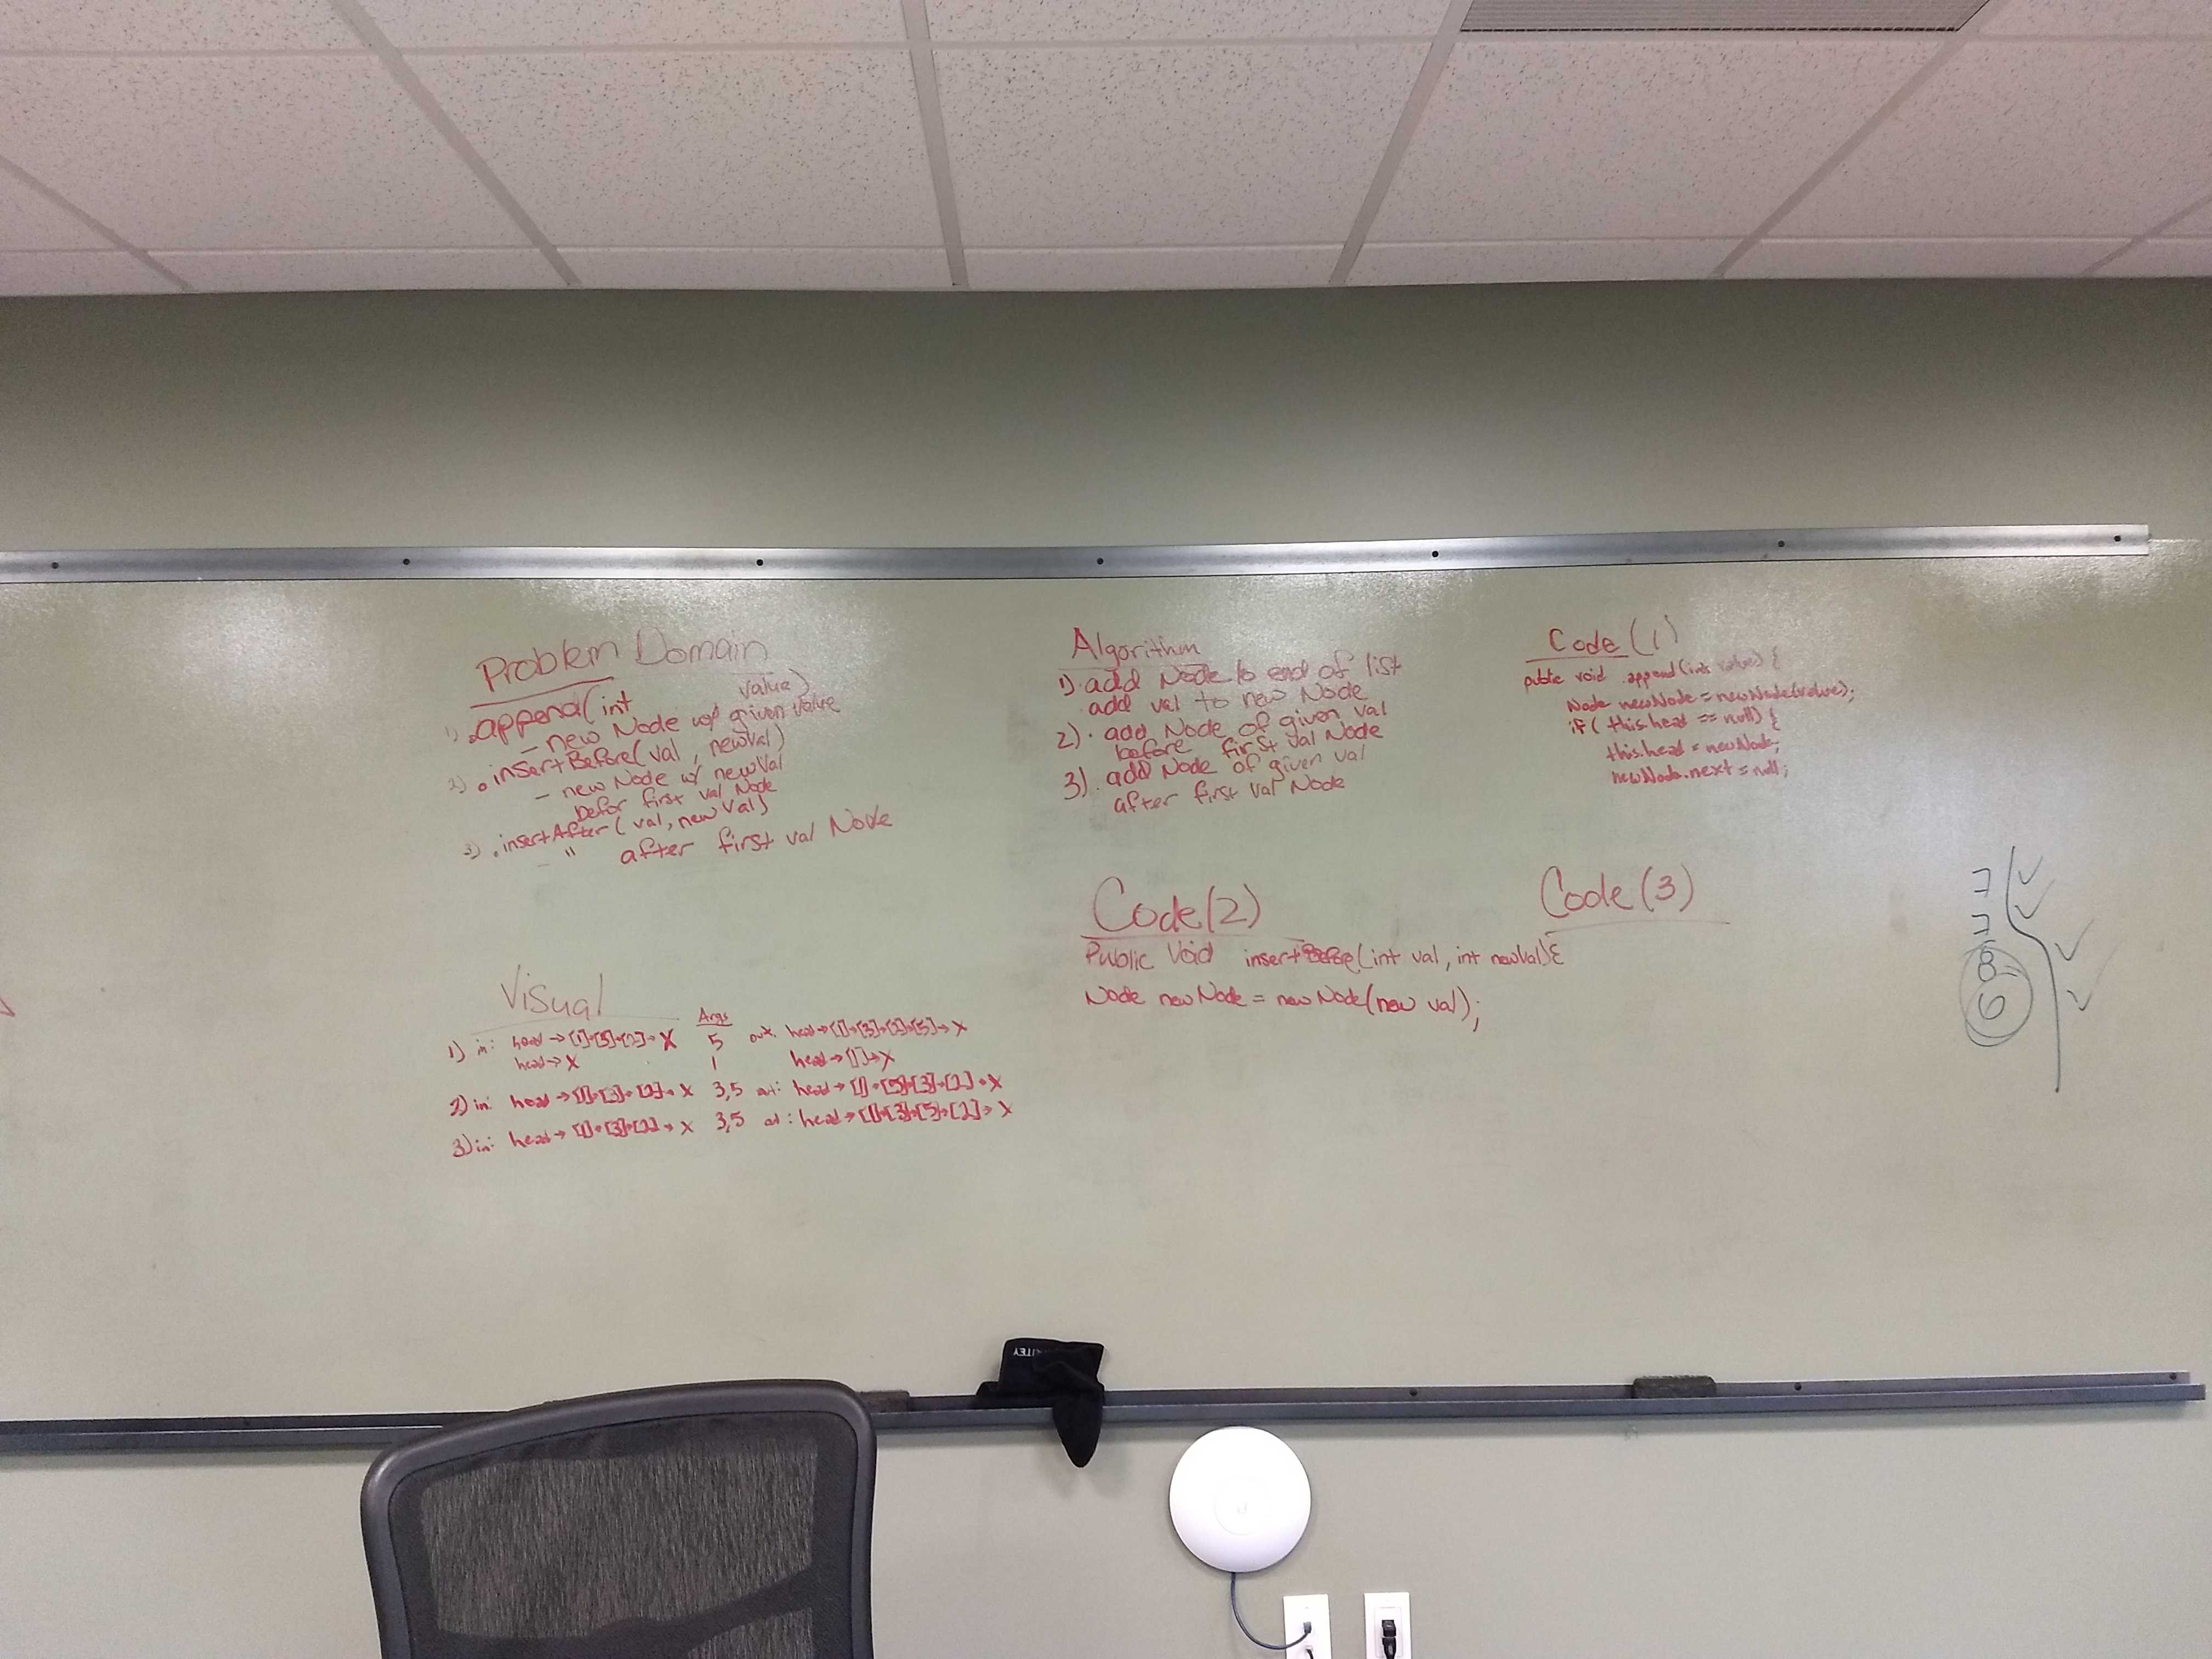 Problem Domain
1) .append(int value)
- new Node w/ given value
2) . insertBefore(val, newVal)
- new Node w/ newVal
befor first val Node
3) . insertAfter(val, newVal)
- " after first val Node
Visual
Args
1) in: head→[1]→[3]→[2]→X 5 out: head→[1]→[3]→[2]→[5]→X
head→X 1 head→[1]→X
2) in: head→[1]→[3]→[2]→X 3,5 out: head→[1]→[5]→[3]→[2]→X
3) in: head→[1]→[3]→[2]→X 3,5 out: head→[1]→[3]→[5]→[2]→X
Algorithm
1) . add Node to end of list
add val to new Node
2) . add Node of given val
before first val Node
3) . add Node of given val
after first val Node
Code (1)
public void append(int value) {
Node newNode = newNode(value);
if( this.head == null) {
this.head = newNode;
newNode.next = null;
Code(2)
Public Void insertBefore(int val, int newVal){
Node newNode = new Node(new val);
Code(3)
8
6